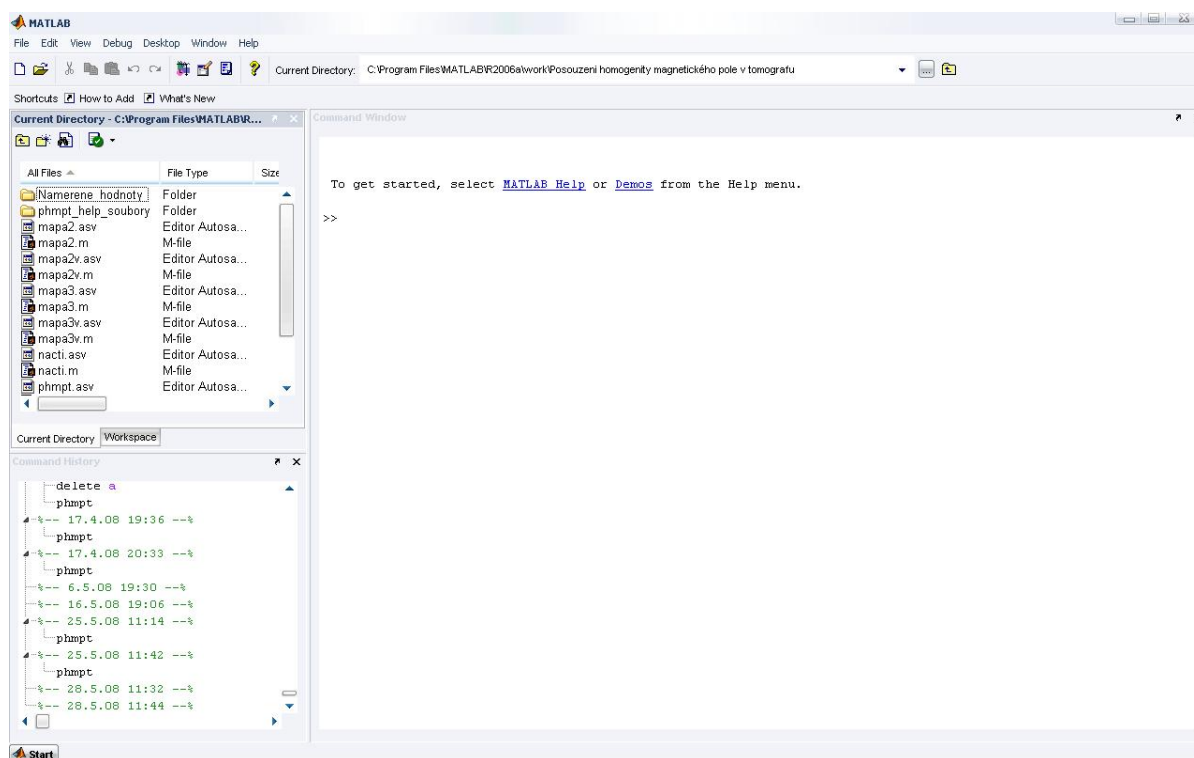 MATLAB
File Edit View Debug Desktop Window Help
Current Directory: C:\Program Files\MATLAB\R2006a\work\Posouzeni homogenity magnetického pole v tomografu
Shortcuts How to Add What's New
Current Directory - C:\Program Files\MATLAB\R...
All Files File Type Size
Namerene_hodnoty Folder
phmpt_help_soubory Folder
mapa2.asv Editor Autosa...
mapa2.m M-file
mapa2v.asv Editor Autosa...
mapa2v.m M-file
mapa3.asv Editor Autosa...
mapa3.m M-file
mapa3v.asv Editor Autosa...
mapa3v.m M-file
nacti.asv Editor Autosa...
nacti.m M-file
phmpt.asv Editor Autosa...
Current Directory Workspace
Command History
delete a
phmpt
%-- 17.4.08 19:36 --%
phmpt
%-- 17.4.08 20:33 --%
phmpt
%-- 6.5.08 19:30 --%
%-- 16.5.08 19:06 --%
%-- 25.5.08 11:14 --%
phmpt
%-- 25.5.08 11:42 --%
phmpt
%-- 28.5.08 11:32 --%
%-- 28.5.08 11:44 --%
Command Window
To get started, select MATLAB Help or Demos from the Help menu.
>>
Start